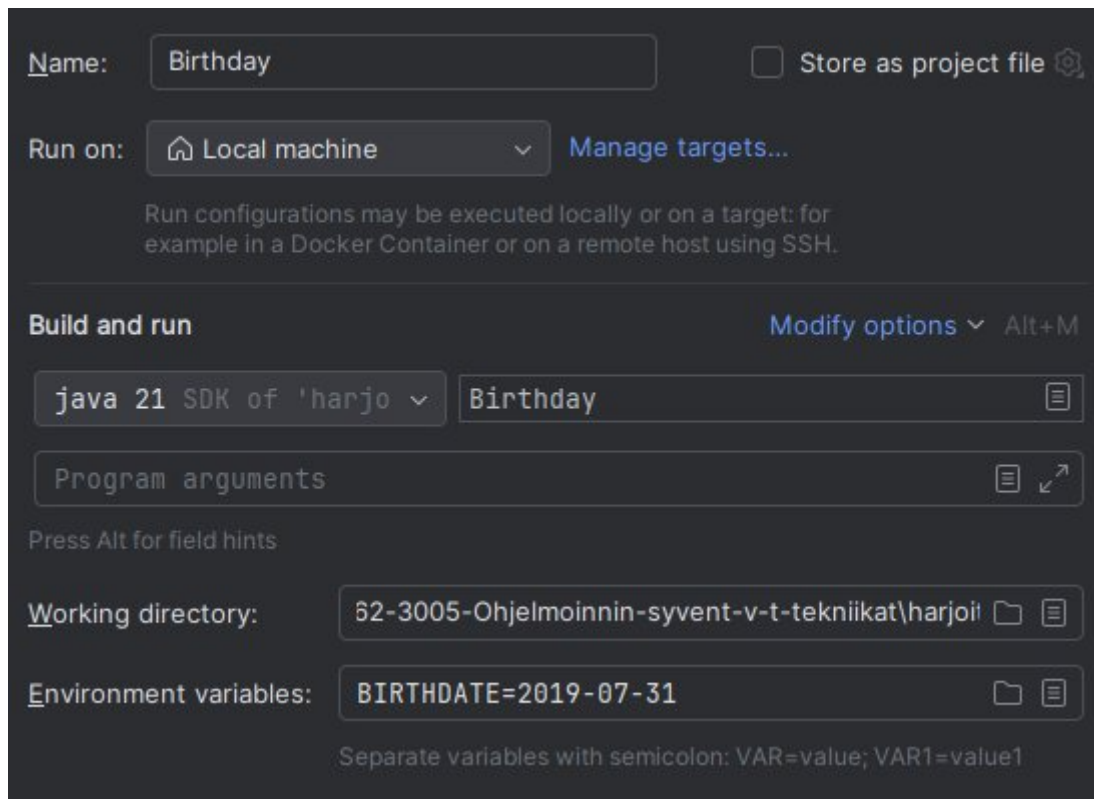 Name: Birthday Store as project file
Run on: Local machine Manage targets...
Run configurations may be executed locally or on a target: for
example in a Docker Container or on a remote host using SSH.
Build and run Modify options Alt+M
java 21 SDK of 'harjo Birthday
Program arguments
Press Alt for field hints
Working directory: 62-3005-Ohjelmoinnin-syvent-v-t-tekniikat\harjoit
Environment variables: BIRTHDATE=2019-07-31
Separate variables with semicolon: VAR=value; VAR1=value1